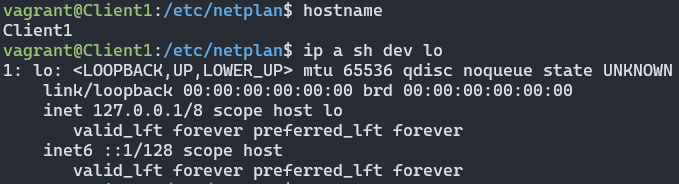 vagrant@Client1:/etc/netplan$ hostname
Client1
vagrant@Client1:/etc/netplan$ ip a sh dev lo
1: lo: <LOOPBACK,UP,LOWER_UP> mtu 65536 qdisc noqueue state UNKNOWN
    link/loopback 00:00:00:00:00:00 brd 00:00:00:00:00:00
    inet 127.0.0.1/8 scope host lo
       valid_lft forever preferred_lft forever
    inet6 ::1/128 scope host
       valid_lft forever preferred_lft forever